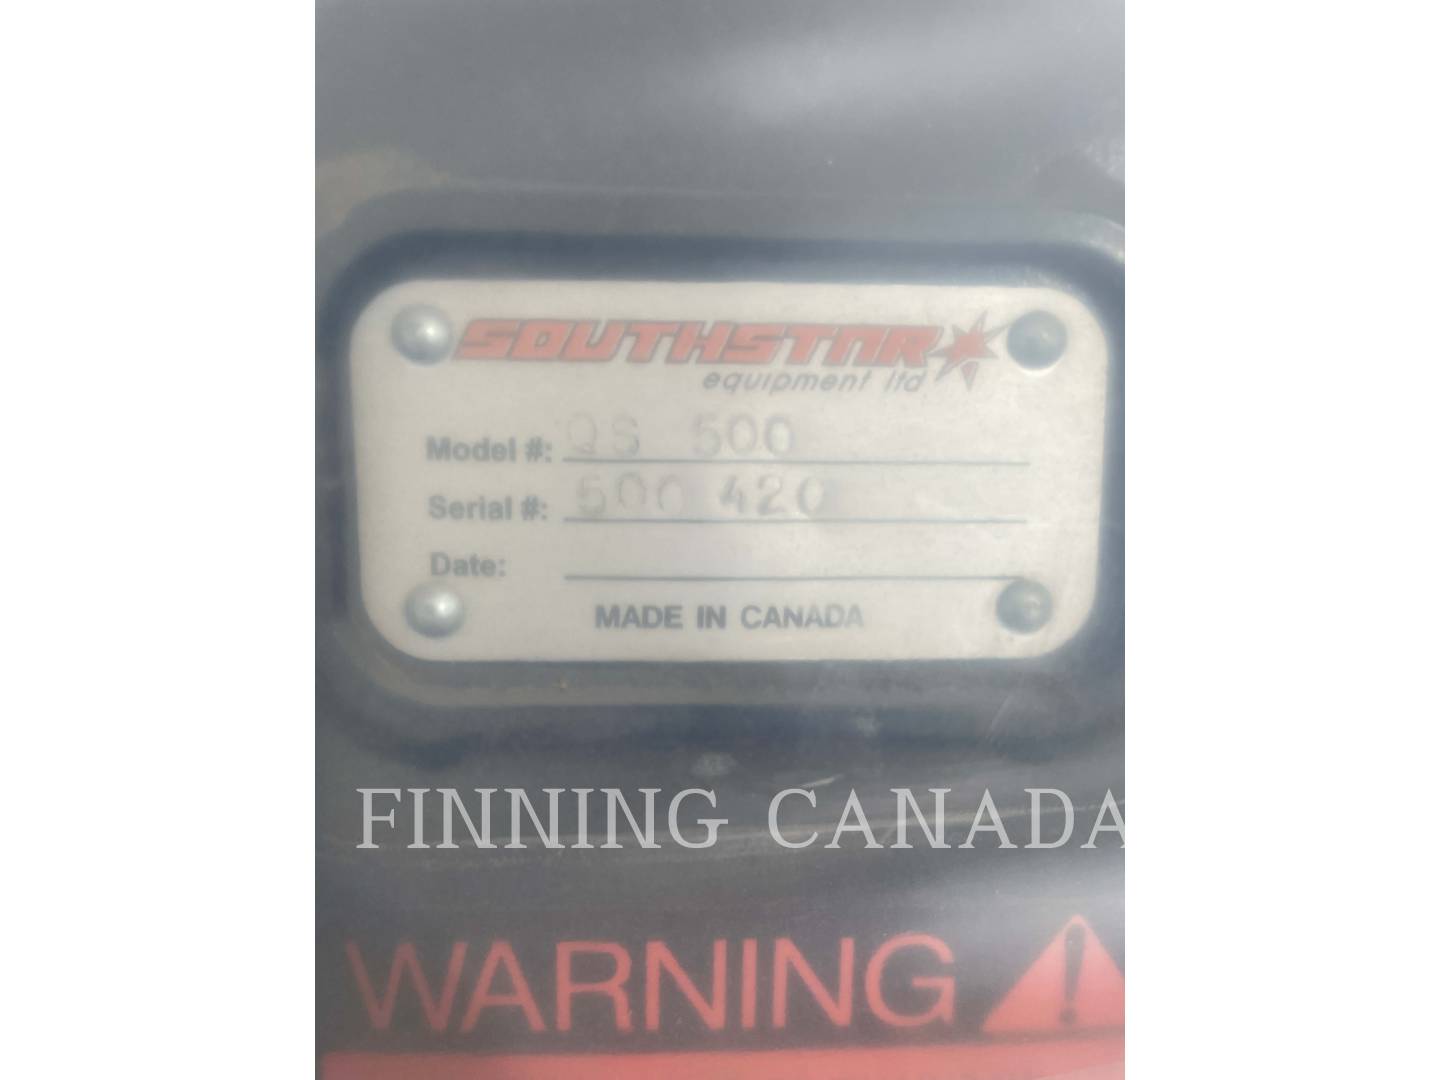 SOUTHSTAR
equipment ltd
Model #: QS 500
Serial #: 500 420
Date:
MADE IN CANADA
FINNING CANADA
WARNING